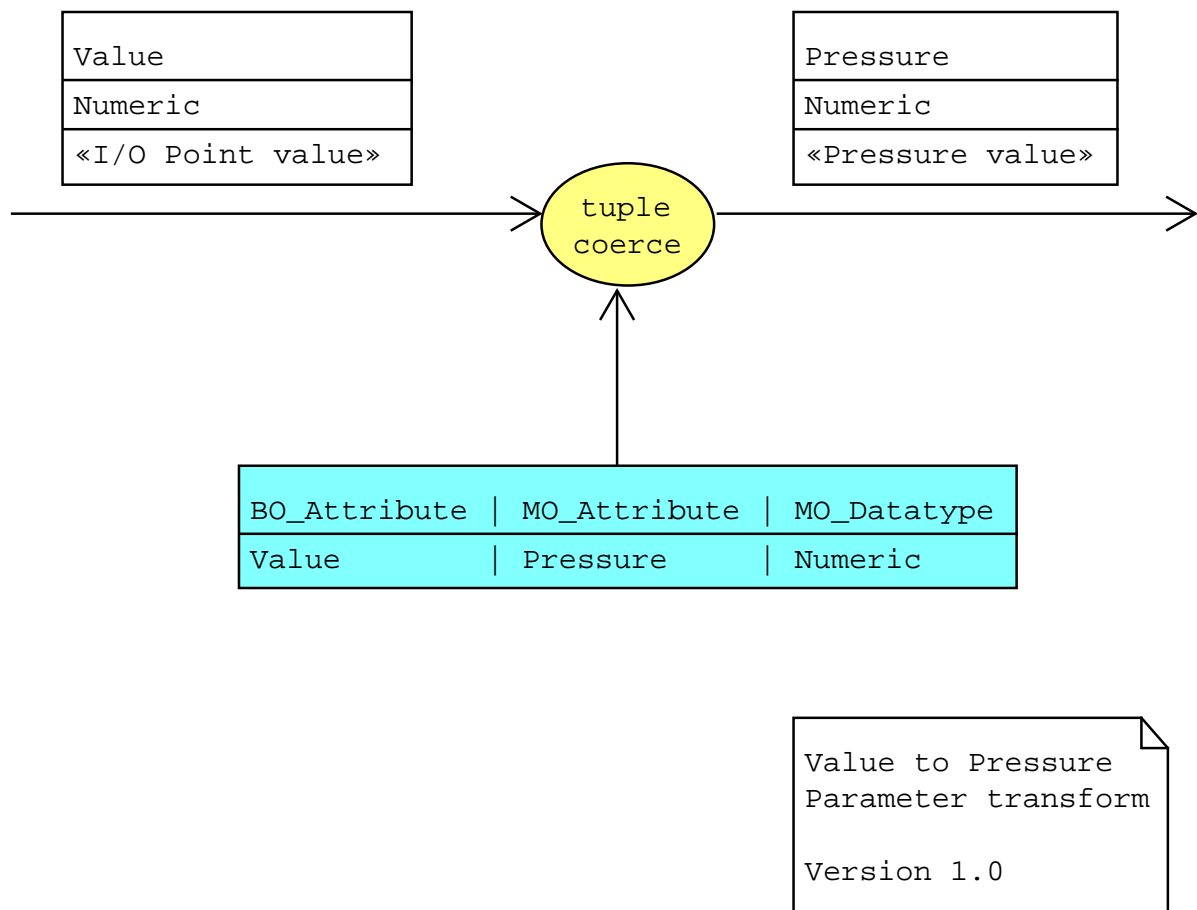 Value
Numeric
«I/O Point value»
Pressure
Numeric
«Pressure value»
tuple
coerce
BO_Attribute | MO_Attribute | MO_Datatype
Value | Pressure | Numeric
Value to Pressure
Parameter transform
Version 1.0